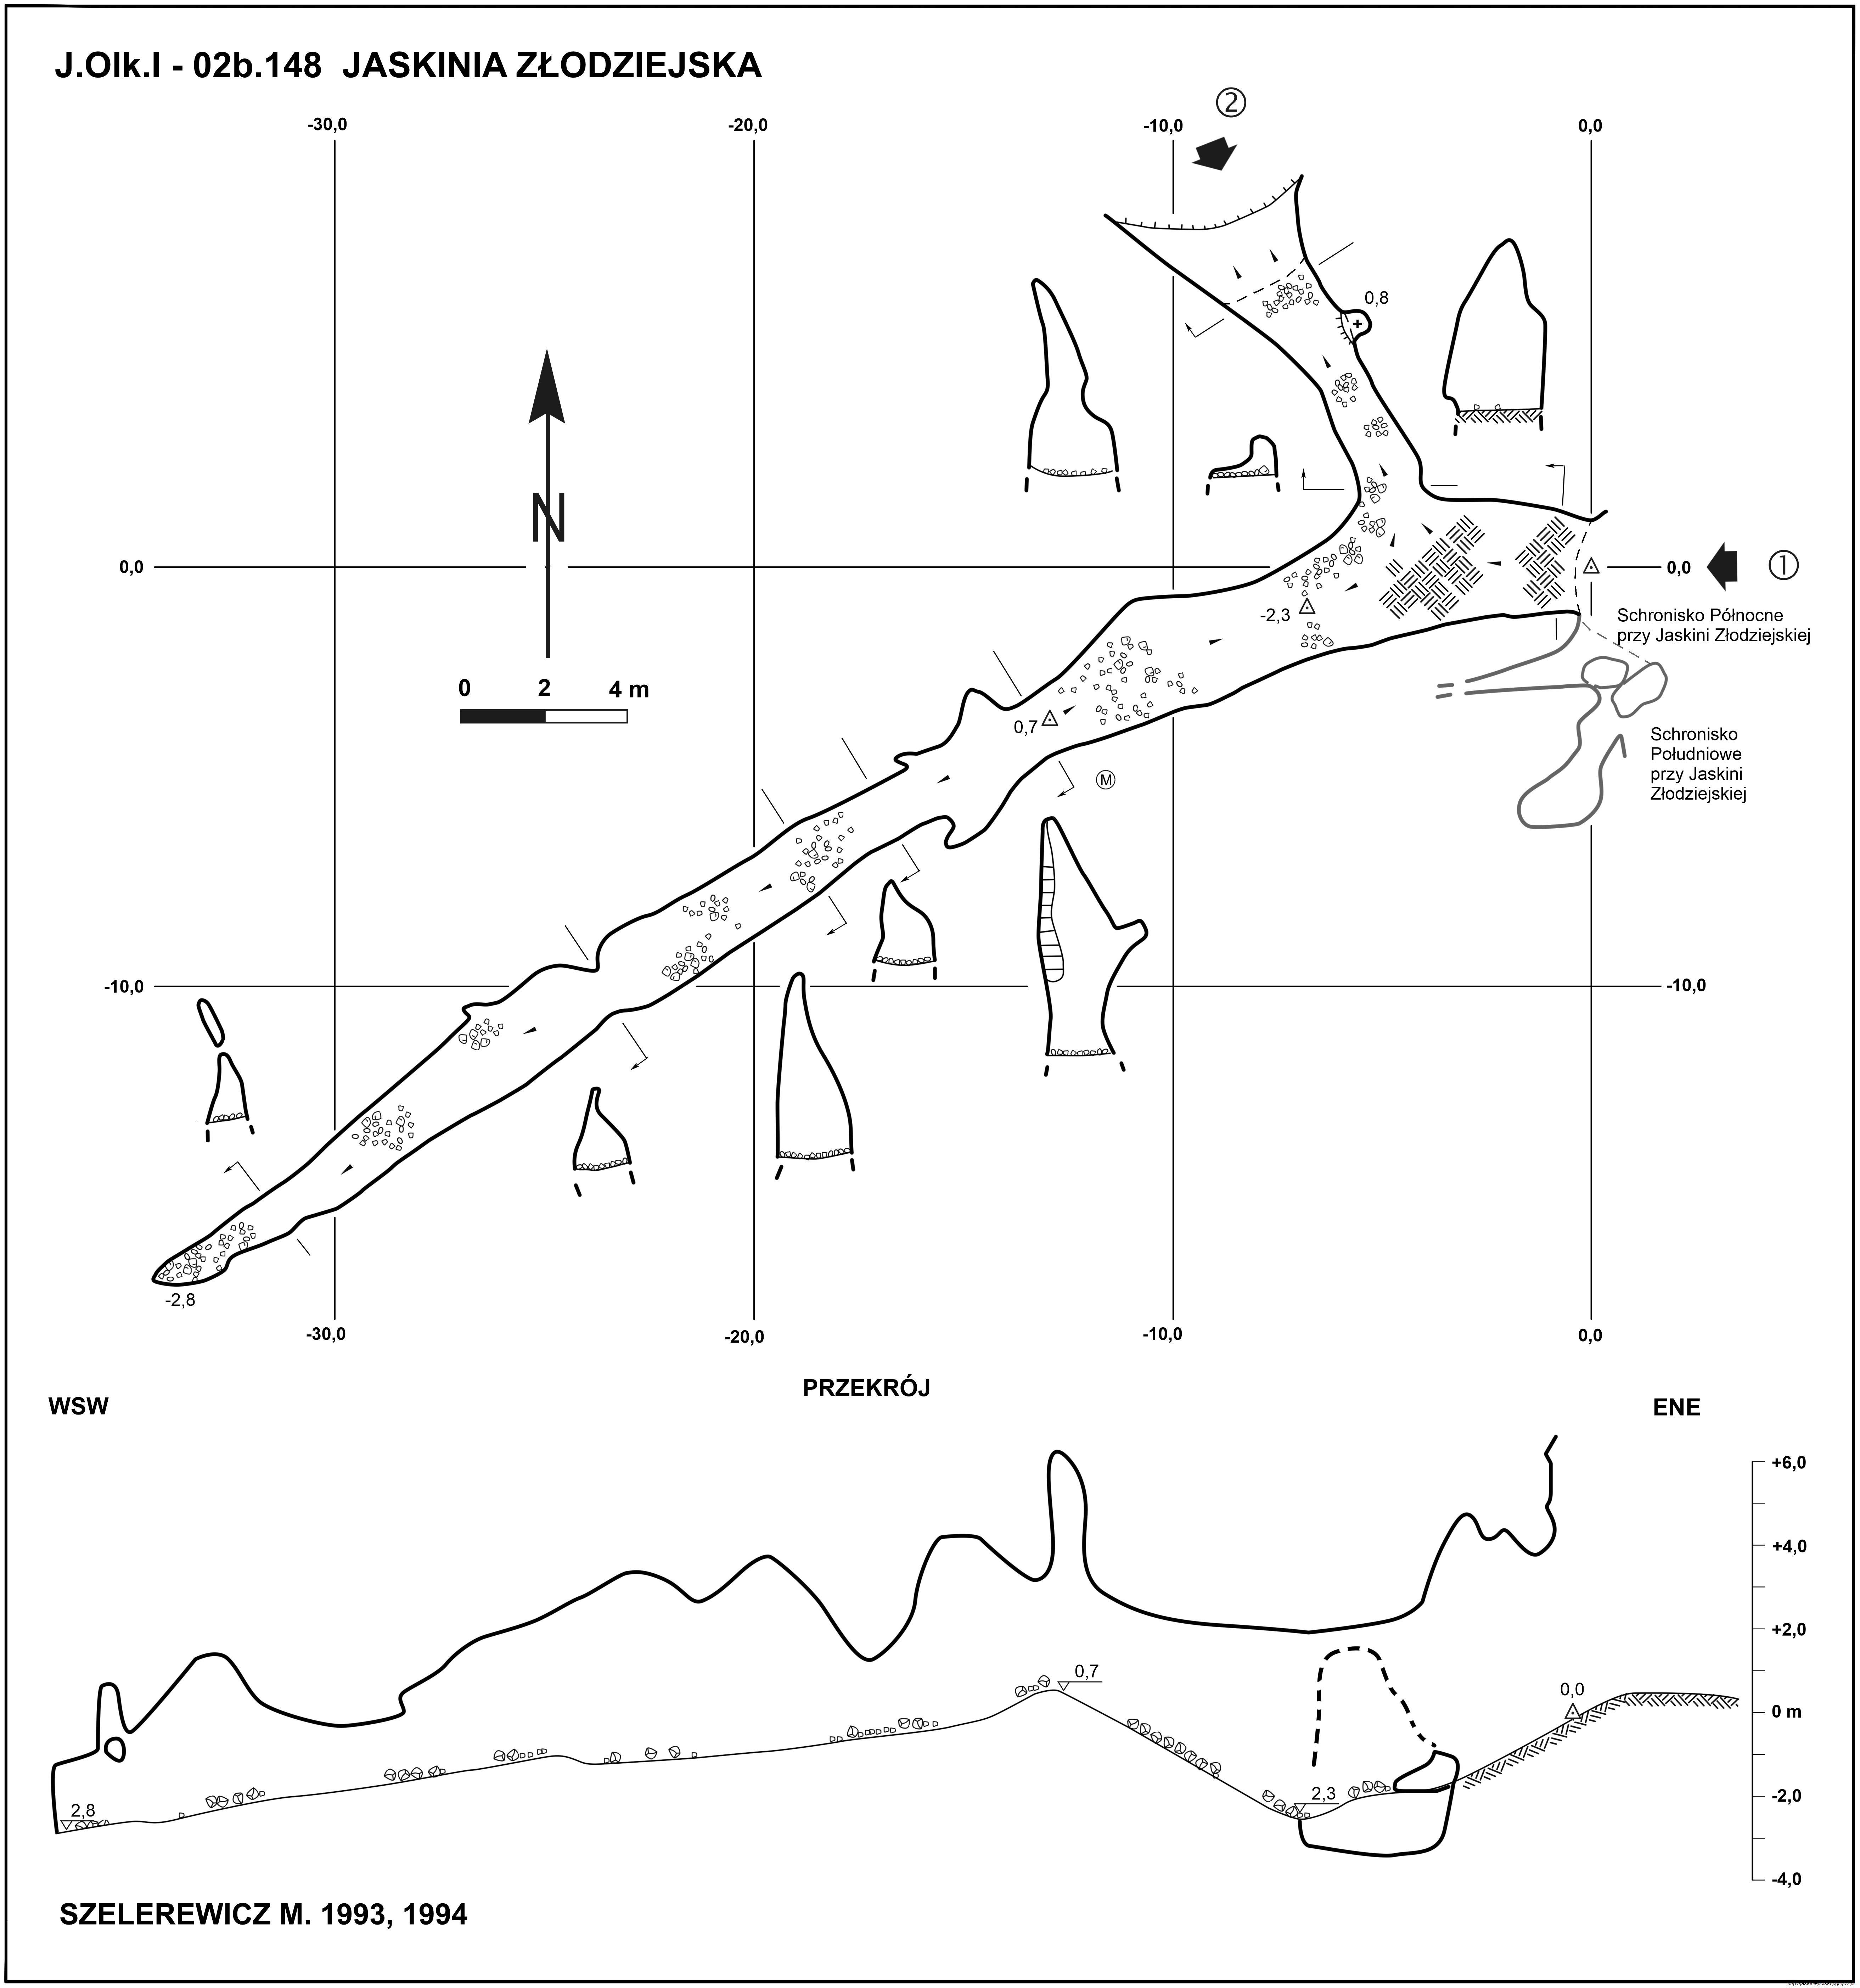 J.Olk.I - 02b.148 JASKINIA ZŁODZIEJSKA
②
-30,0
-20,0
-10,0
0,0
0,8
N
0,0
0,0
①
-2,3
Schronisko Północne
przy Jaskini Złodziejskiej
0 2 4 m
0,7
M
Schronisko
Południowe
przy Jaskini
Złodziejskiej
-10,0
-10,0
-2,8
-30,0
-20,0
-10,0
0,0
PRZEKRÓJ
WSW
ENE
+6,0
+4,0
+2,0
0,7
0,0
0 m
2,3
-2,0
2,8
-4,0
SZELEREWICZ M. 1993, 1994